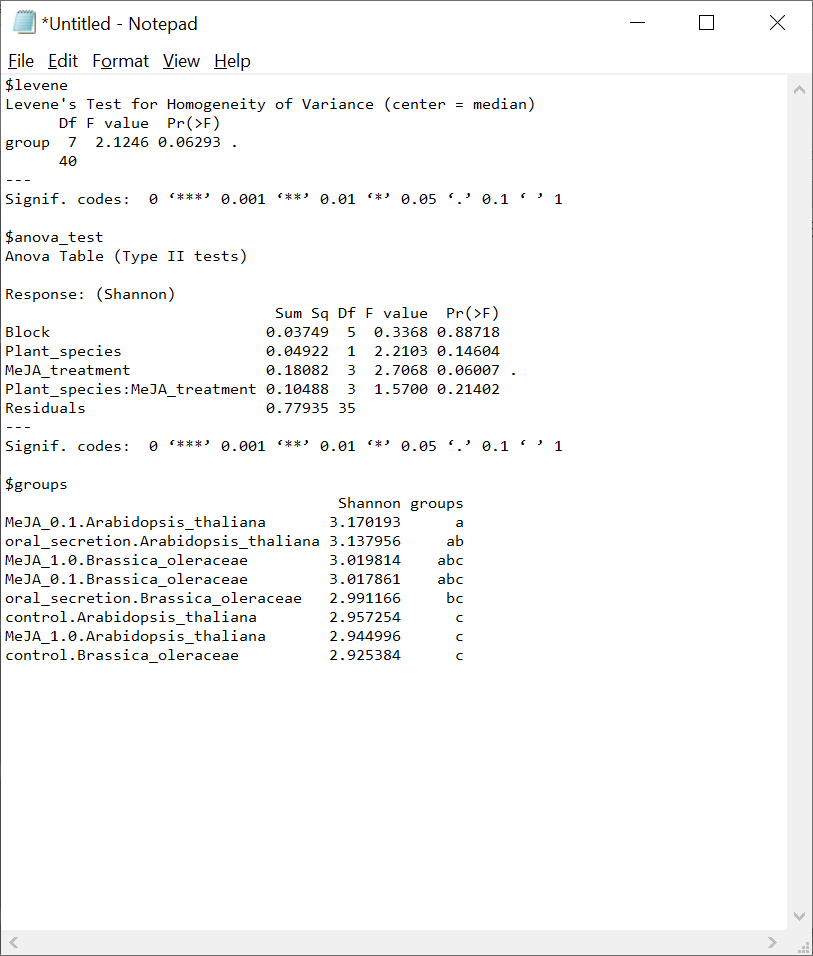 *Untitled - Notepad
File Edit Format View Help
$levene
Levene's Test for Homogeneity of Variance (center = median)
      Df F value  Pr(>F)
group  7  2.1246 0.06293 .
      40
---
Signif. codes:  0 ‘***’ 0.001 ‘**’ 0.01 ‘*’ 0.05 ‘.’ 0.1 ‘ ’ 1

$anova_test
Anova Table (Type II tests)

Response: (Shannon)
                              Sum Sq Df F value  Pr(>F)
Block                        0.03749  5  0.3368 0.88718
Plant_species                0.04922  1  2.2103 0.14604
MeJA_treatment               0.18082  3  2.7068 0.06007 .
Plant_species:MeJA_treatment 0.10488  3  1.5700 0.21402
Residuals                    0.77935 35
---
Signif. codes:  0 ‘***’ 0.001 ‘**’ 0.01 ‘*’ 0.05 ‘.’ 0.1 ‘ ’ 1

$groups
                                     Shannon groups
MeJA_0.1.Arabidopsis_thaliana       3.170193      a
oral_secretion.Arabidopsis_thaliana 3.137956     ab
MeJA_1.0.Brassica_oleraceae         3.019814    abc
MeJA_0.1.Brassica_oleraceae         3.017861    abc
oral_secretion.Brassica_oleraceae   2.991166     bc
control.Arabidopsis_thaliana        2.957254      c
MeJA_1.0.Arabidopsis_thaliana       2.944996      c
control.Brassica_oleraceae          2.925384      c